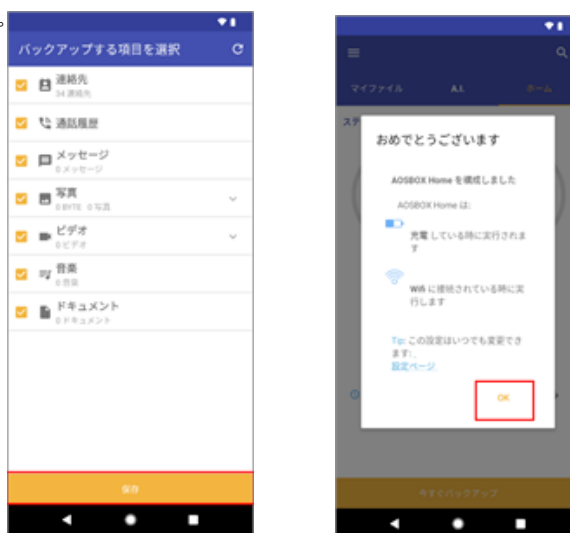 。
バックアップする項目を選択
連絡先
34 連絡先
通話履歴
メッセージ
0 メッセージ
写真
0 BYTE 0 写真
ビデオ
0 ビデオ
音楽
0 音楽
ドキュメント
0 ドキュメント
保存
マイファイル A.I. ホーム
ステ
おめでとうございます
AOSBOX Home を構成しました
AOSBOX Home は:
充電 している時に実行されま
す
Wifi に接続されている時に実
行します
Tip: この設定はいつでも変更でき
ます:
設定ページ.
OK
今すぐバックアップ